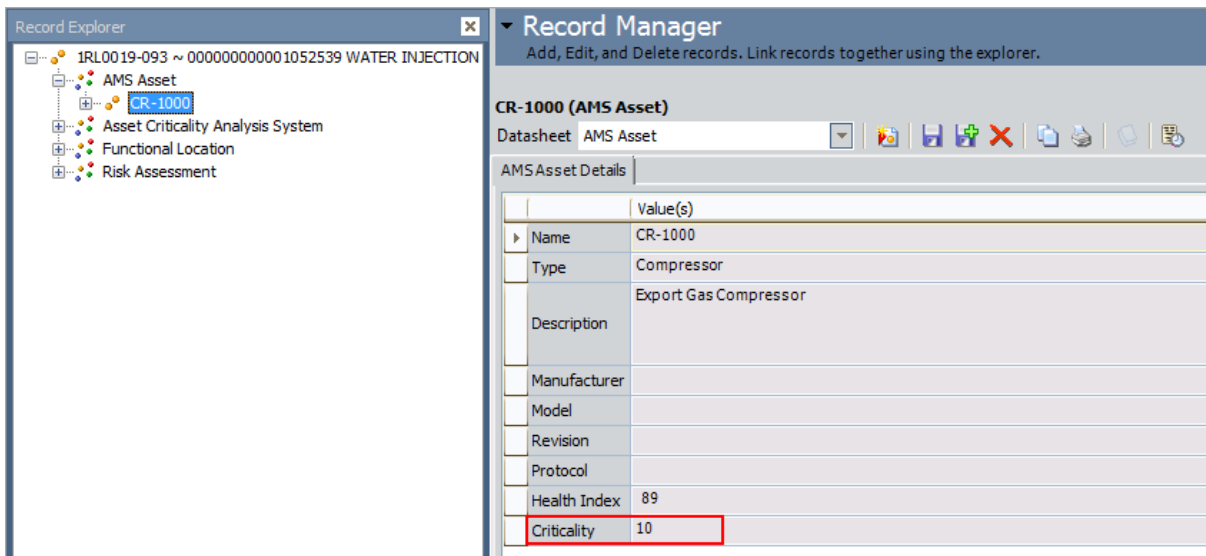 Record Explorer
1RL0019-093 ~ 000000000001052539 WATER INJECTION
AMS Asset
CR-1000
Asset Criticality Analysis System
Functional Location
Risk Assessment
Record Manager
Add, Edit, and Delete records. Link records together using the explorer.
CR-1000 (AMS Asset)
Datasheet AMS Asset
AMS Asset Details
Value(s)
Name CR-1000
Type Compressor
Description Export Gas Compressor
Manufacturer
Model
Revision
Protocol
Health Index 89
Criticality 10